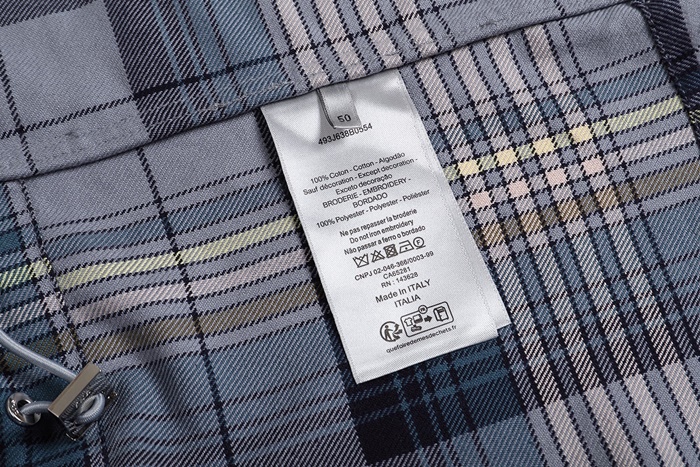 50
493J638B0554
100% Coton - Cotton - Algodão
Sauf décoration - Except decoration -
Exceto decoração
BRODERIE - EMBROIDERY -
BORDADO
100% Polyester - Polyester - Poliéster
Ne pas repasser la broderie
Do not iron embroidery
Não passar a ferro o bordado
CNPJ 02-046-366/0003-99
CA65281
RN : 143628
Made in ITALY
ITALIA
quefairedemesdechets.fr